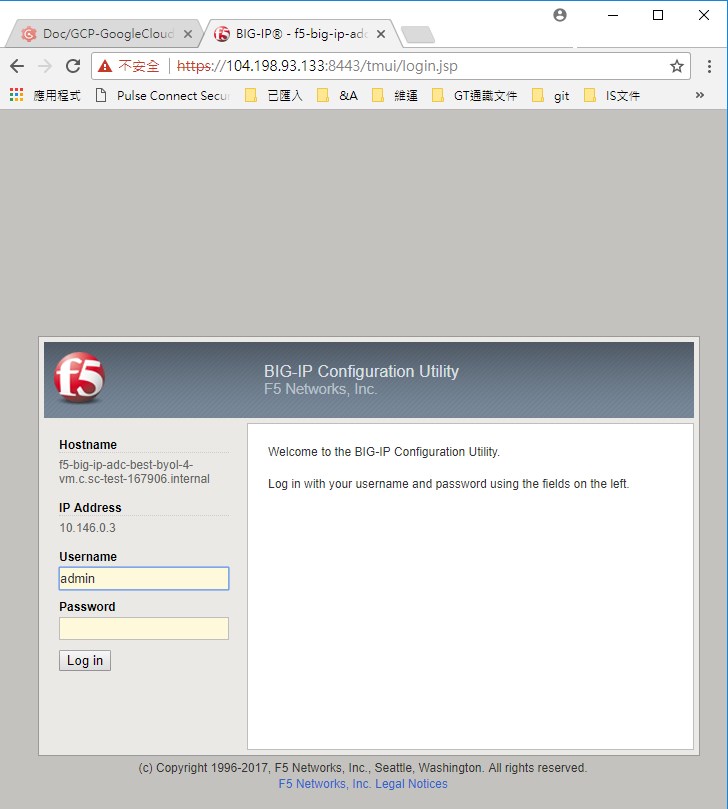 Doc/GCP-GoogleCloud
BIG-IP® - f5-big-ip-adc
不安全 https://104.198.93.133:8443/tmui/login.jsp
應用程式 Pulse Connect Secu 已匯入 &A 維運 GT通識文件 git IS文件 »
f5
BIG-IP Configuration Utility
F5 Networks, Inc.
Hostname
f5-big-ip-adc-best-byol-4-
vm.c.sc-test-167906.internal
IP Address
10.146.0.3
Username
admin
Password
Log in
Welcome to the BIG-IP Configuration Utility.
Log in with your username and password using the fields on the left.
(c) Copyright 1996-2017, F5 Networks, Inc., Seattle, Washington. All rights reserved.
F5 Networks, Inc. Legal Notices